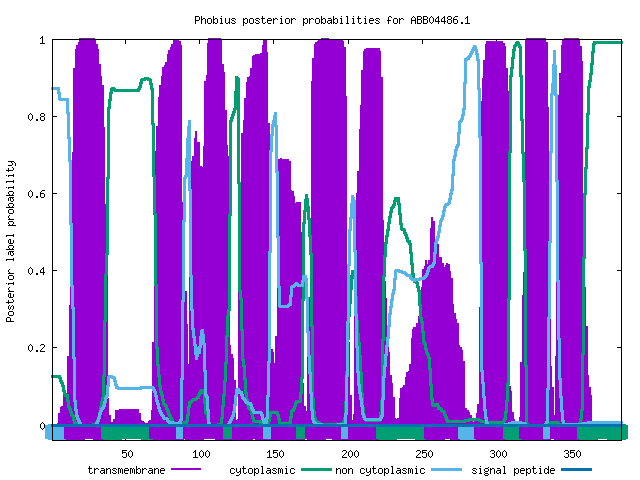 Phobius posterior probabilities for ABB04486.1
Posterior label probability
1
0.8
0.6
0.4
0.2
0
50 100 150 200 250 300 350
transmembrane cytoplasmic non cytoplasmic signal peptide